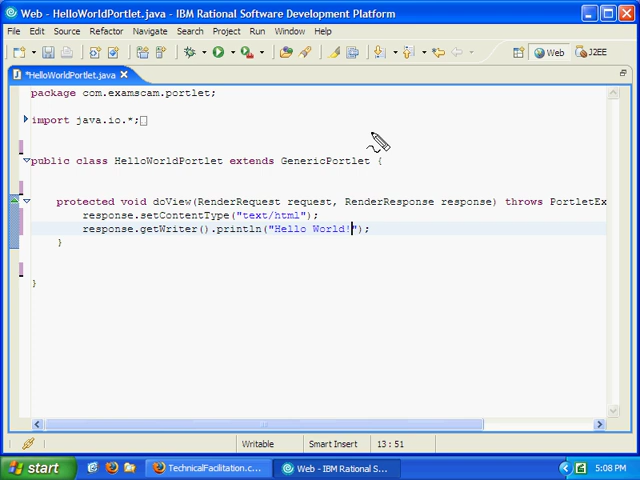 Web - HelloWorldPortlet.java - IBM Rational Software Development Platform
File Edit Source Refactor Navigate Search Project Run Window Help
Web J2EE
*HelloWorldPortlet.java
package com.examscam.portlet;
import java.io.*;
public class HelloWorldPortlet extends GenericPortlet {
protected void doView(RenderRequest request, RenderResponse response) throws PortletEx
response.setContentType("text/html");
response.getWriter().println("Hello World!");
}
}
Writable Smart Insert 13 : 51
start TechnicalFacilitation.c... Web - IBM Rational S... 5:08 PM